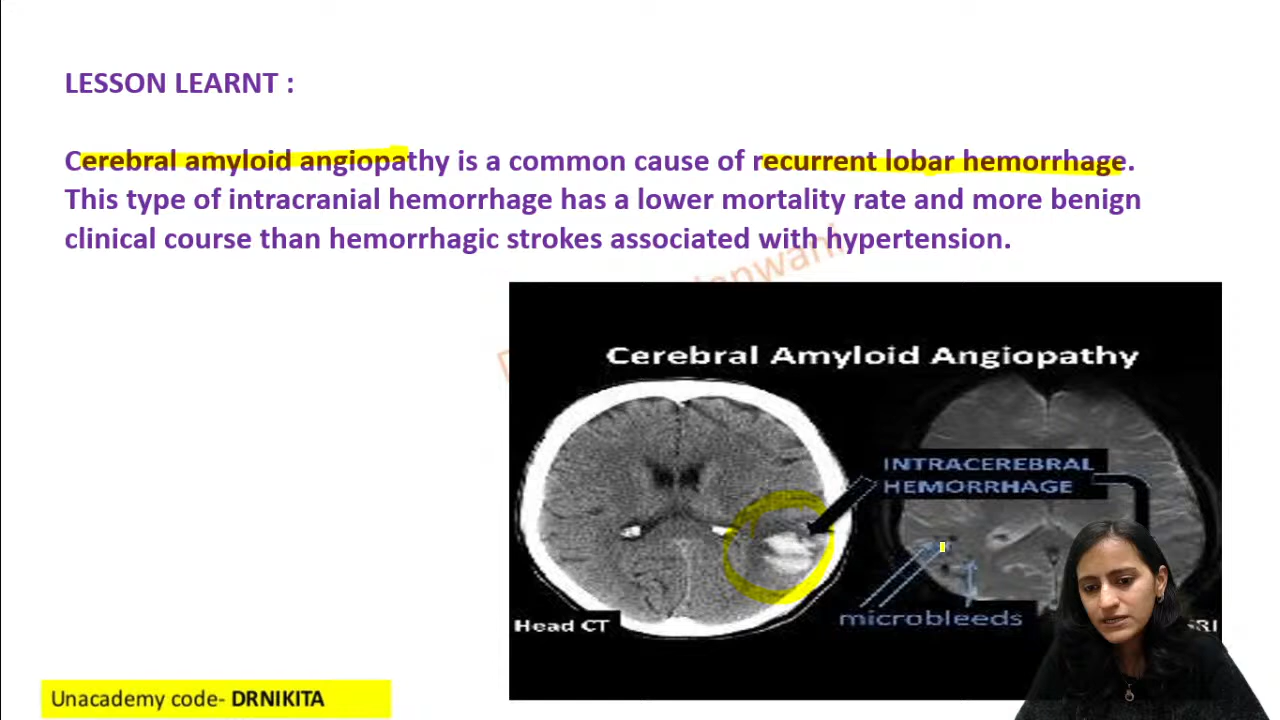 LESSON LEARNT :
Cerebral amyloid angiopathy is a common cause of recurrent lobar hemorrhage.
This type of intracranial hemorrhage has a lower mortality rate and more benign
clinical course than hemorrhagic strokes associated with hypertension.
Cerebral Amyloid Angiopathy
INTRACEREBRAL
HEMORRHAGE
microbleeds
Head CT
Unacademy code- DRNIKITA